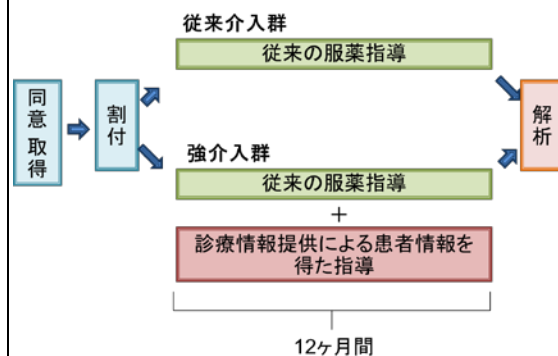 従来介入群
従来の服薬指導
同意取得
割付
解析
強介入群
従来の服薬指導
+
診療情報提供による患者情報を
得た指導
12ヶ月間